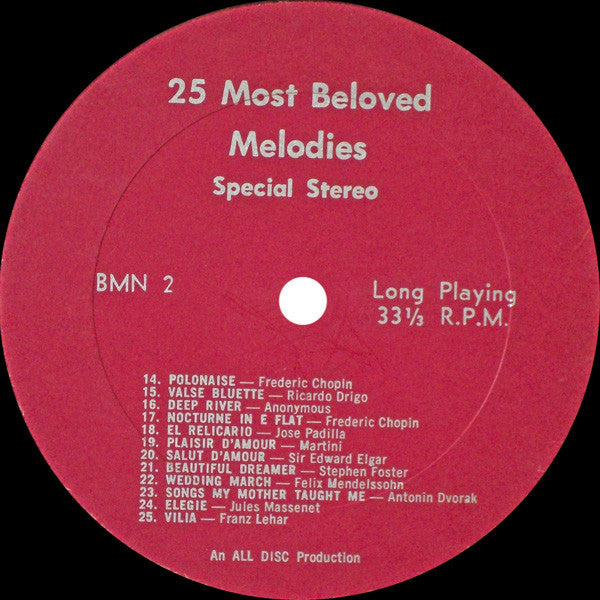 25 Most Beloved
Melodies
Special Stereo
BMN 2
Long Playing
33⅓ R.P.M.
14. POLONAISE — Frederic Chopin
15. VALSE BLUETTE — Ricardo Drigo
16. DEEP RIVER — Anonymous
17. NOCTURNE IN E FLAT — Frederic Chopin
18. EL RELICARIO — Jose Padilla
19. PLAISIR D'AMOUR — Martini
20. SALUT D'AMOUR — Sir Edward Elgar
21. BEAUTIFUL DREAMER — Stephen Foster
22. WEDDING MARCH — Felix Mendelssohn
23. SONGS MY MOTHER TAUGHT ME — Antonin Dvorak
24. ELEGIE — Jules Massenet
25. VILIA — Franz Lehar
An ALL DISC Production